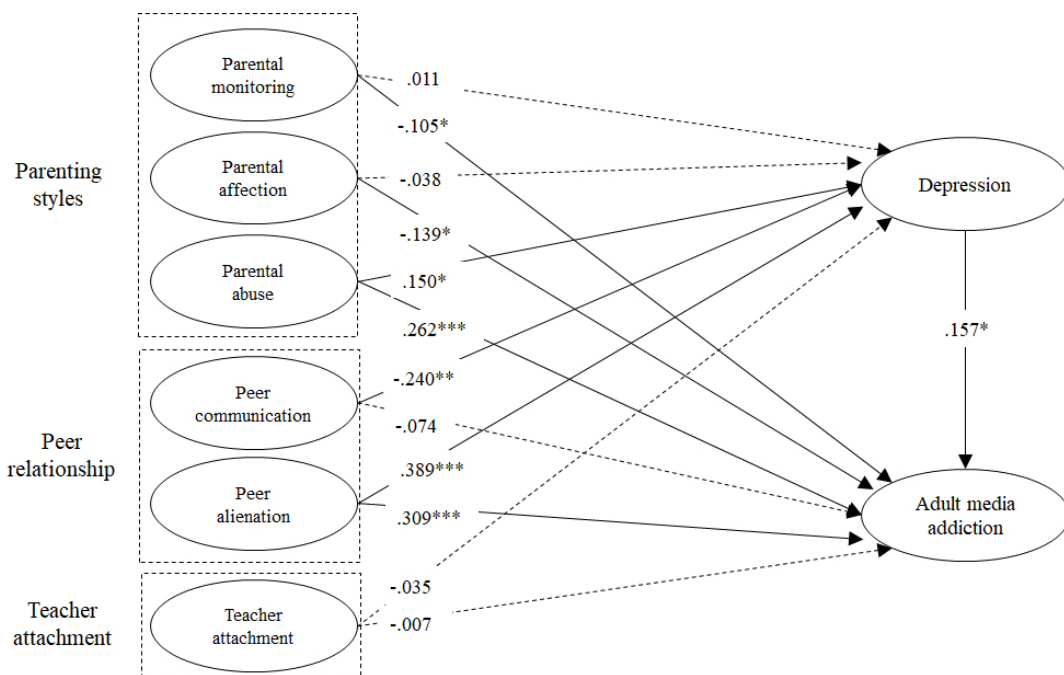 Parental
monitoring
.011
-.105*
Parenting
styles
Parental
affection
-.038
-.139*
Parental
abuse
.150*
.262***
Depression
.157*
Peer
relationship
Peer
communication
-.240**
-.074
Peer
alienation
.389***
.309***
Adult media
addiction
Teacher
attachment
Teacher
attachment
-.035
-.007